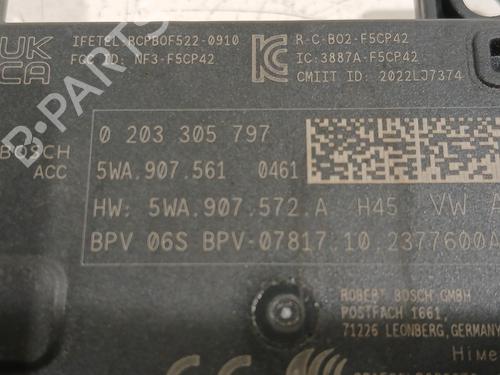 UK IFETEL: RCPBOF522-0910 R-C-BO2-F5CP42
CA FCC ID: NF3-F5CP42 IC: 3887A-F5CP42
CMIIT ID: 2022LJ7374
BOSCH 0 203 305 797
ACC 5WA.907.561 0461
HW: 5WA.907.572.A H45 VW
BPV 06S BPV-07817.10.2377600A
ROBERT BOSCH GMBH
POSTFACH 1661,
71226 LEONBERG, GERMANY
B-Parts